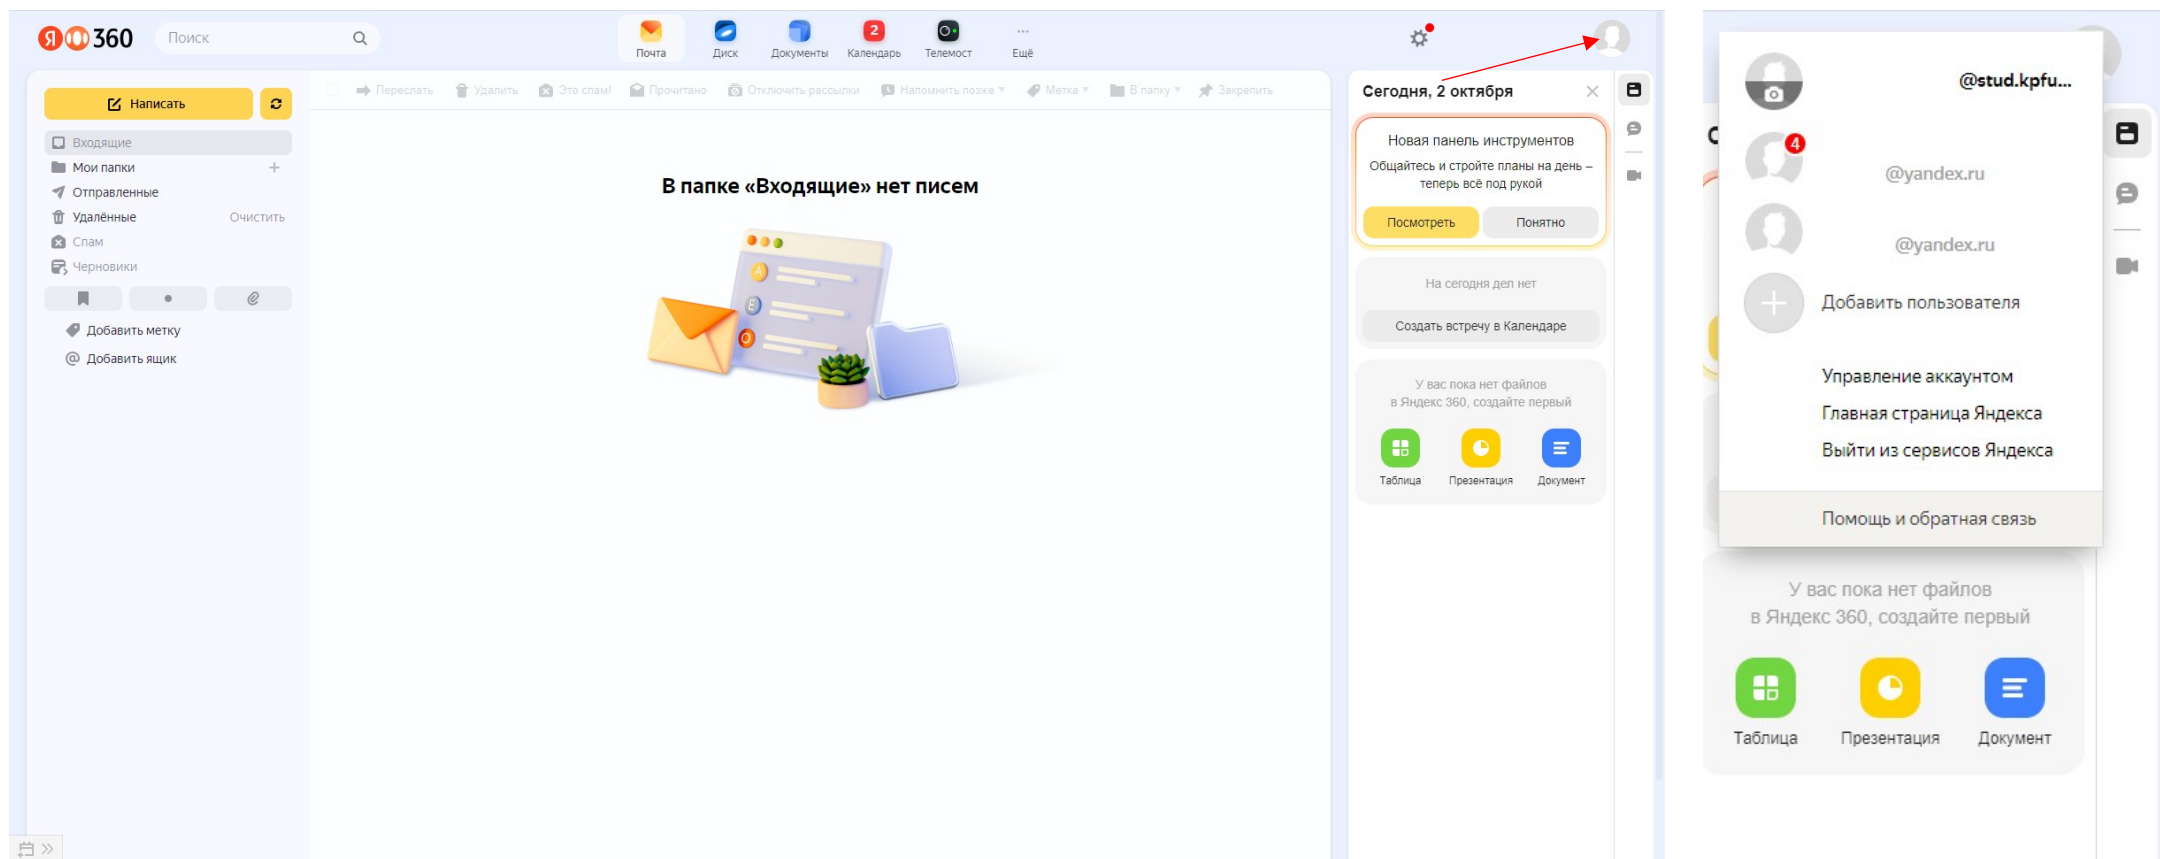 Я 360
Поиск
Почта
Диск
Документы
2
Календарь
Телемост
Ещё
Написать
Входящие
Мои папки
Отправленные
Удалённые
Очистить
Спам
Черновики
Добавить метку
Добавить ящик
Переслать
Удалить
Это спам!
Прочитано
Отключить рассылки
Напомнить позже
Метка
В папку
Закрепить
В папке «Входящие» нет писем
Сегодня, 2 октября
Новая панель инструментов
Общайтесь и стройте планы на день –
теперь всё под рукой
Посмотреть
Понятно
На сегодня дел нет
Создать встречу в Календаре
У вас пока нет файлов
в Яндекс 360, создайте первый
Таблица
Презентация
Документ
@stud.kpfu...
4
@yandex.ru
@yandex.ru
Добавить пользователя
Управление аккаунтом
Главная страница Яндекса
Выйти из сервисов Яндекса
Помощь и обратная связь
У вас пока нет файлов
в Яндекс 360, создайте первый
Таблица
Презентация
Документ